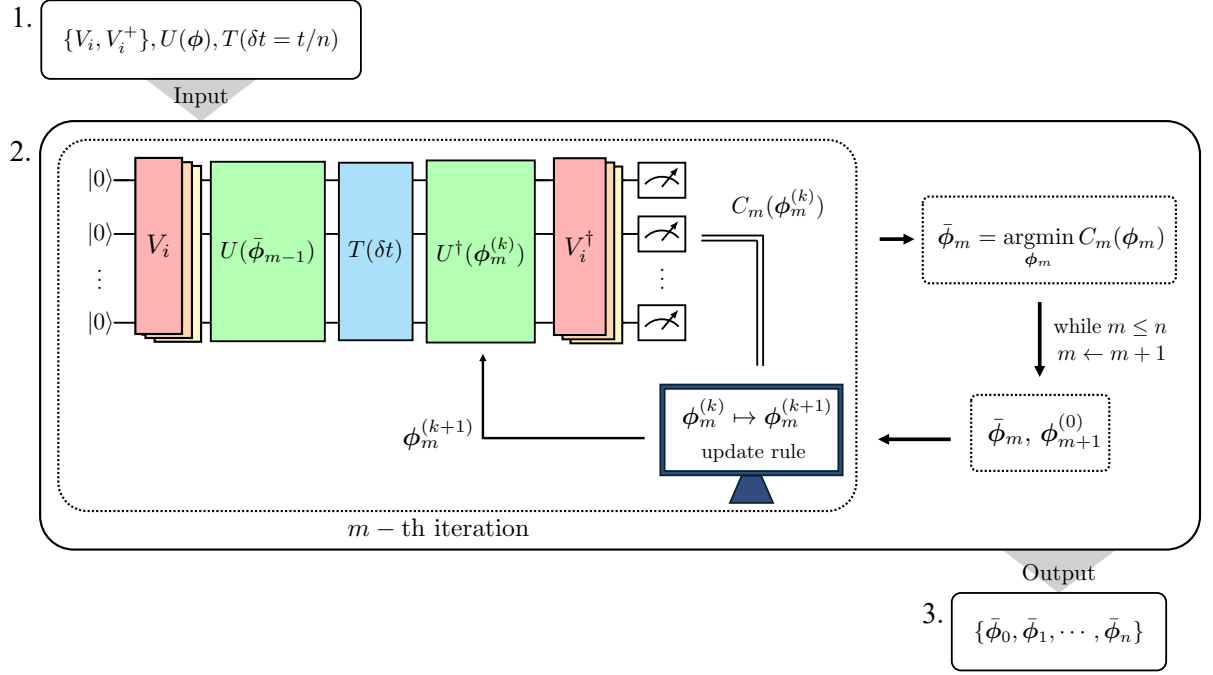 1.
{V_i, V_i^+}, U(ϕ), T(δt = t/n)
Input
2.
|0⟩
|0⟩
⋮
|0⟩
V_i
U(ϕ̄_{m−1})
T(δt)
U^†(ϕ_m^{(k)})
V_i^†
⋮
C_m(ϕ_m^{(k)})
ϕ̄_m = argmin C_m(ϕ_m)
ϕ_m
while m ≤ n
m ← m + 1
ϕ̄_m, ϕ_{m+1}^{(0)}
ϕ_m^{(k)} ↦ ϕ_m^{(k+1)}
update rule
ϕ_m^{(k+1)}
m − th iteration
Output
3.
{ϕ̄_0, ϕ̄_1, ⋯ , ϕ̄_n}